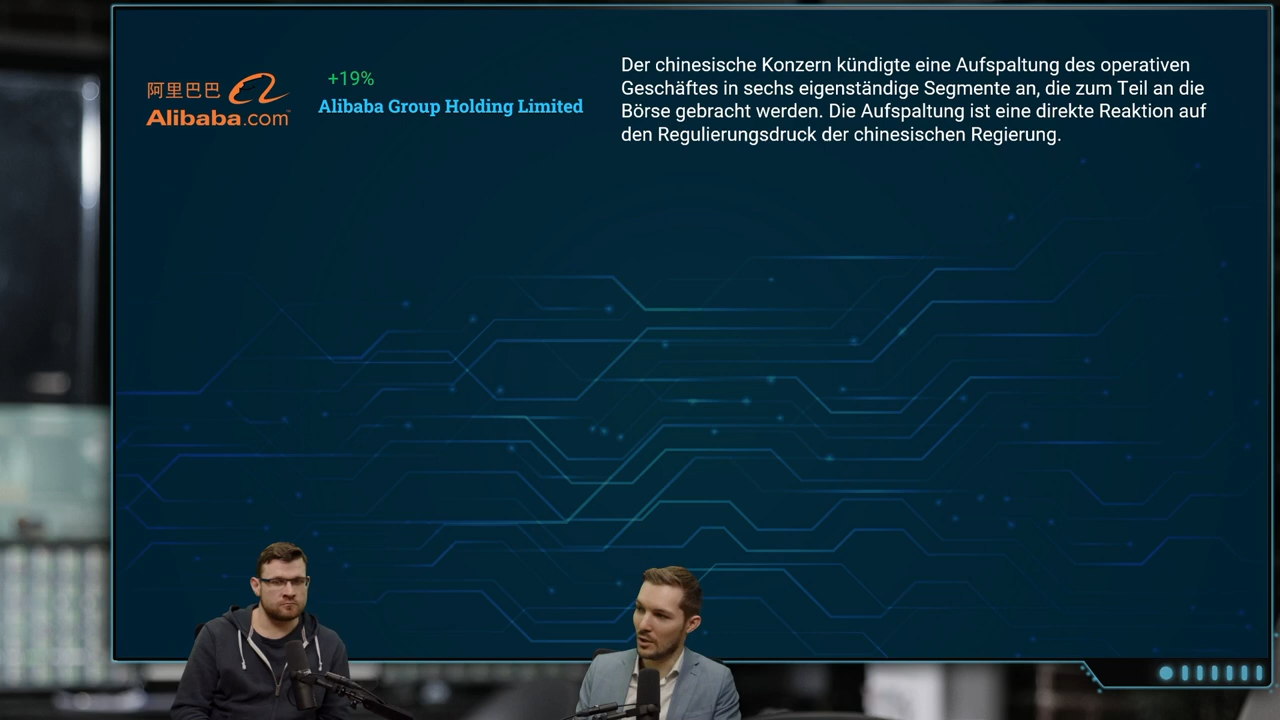 阿里巴巴
Alibaba.com™
+19%
Alibaba Group Holding Limited
Der chinesische Konzern kündigte eine Aufspaltung des operativen
Geschäftes in sechs eigenständige Segmente an, die zum Teil an die
Börse gebracht werden. Die Aufspaltung ist eine direkte Reaktion auf
den Regulierungsdruck der chinesischen Regierung.